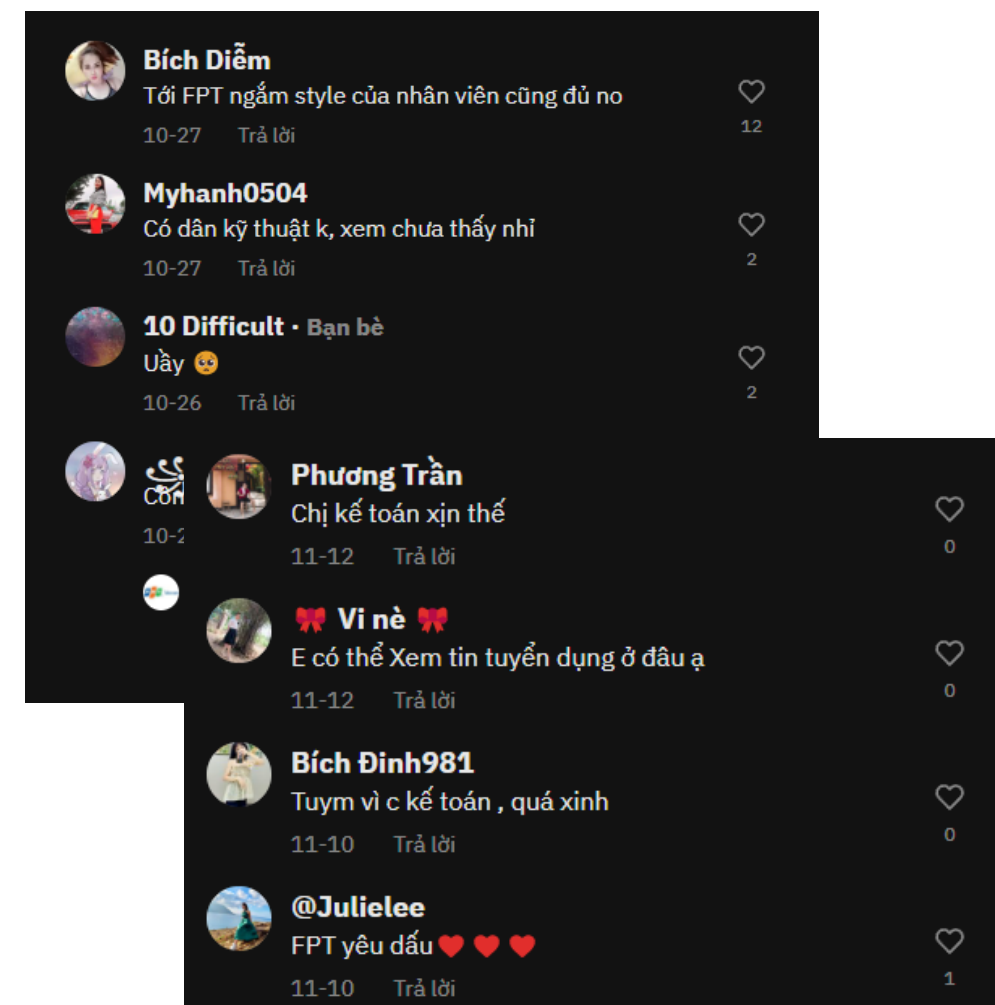 Bích Diễm
Tới FPT ngắm style của nhân viên cũng đủ no
10-27 Trả lời
12
Myhanh0504
Có dân kỹ thuật k, xem chưa thấy nhỉ
10-27 Trả lời
2
10 Difficult · Bạn bè
Uầy 🥺
10-26 Trả lời
2
Phương Trần
Chị kế toán xịn thế
11-12 Trả lời
0
🎀 Vi nè 🎀
E có thể Xem tin tuyển dụng ở đâu ạ
11-12 Trả lời
0
Bích Đinh981
Tuym vì c kế toán , quá xinh
11-10 Trả lời
0
@Julielee
FPT yêu dấu❤️ ❤️ ❤️
11-10 Trả lời
1